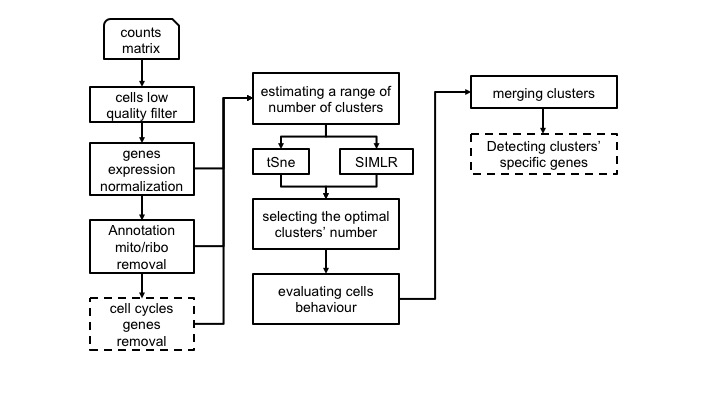 counts
matrix
cells low
quality filter
genes
expression
normalization
Annotation
mito/ribo
removal
cell cycles
genes
removal
estimating a range of
number of clusters
tSne
SIMLR
selecting the optimal
clusters’ number
evaluating cells
behaviour
merging clusters
Detecting clusters’
specific genes